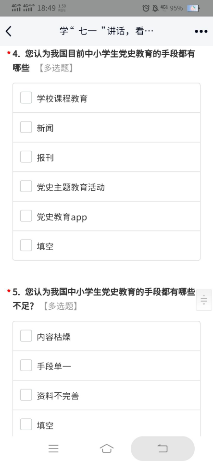 18:49
95%
学“七一”讲话，看…
*4. 您认为我国目前中小学生党史教育的手段都有
哪些 【多选题】
学校课程教育
新闻
报刊
党史主题教育活动
党史教育app
填空
*5. 您认为我国中小学生党史教育的手段都有哪些
不足？ 【多选题】
内容枯燥
手段单一
资料不完善
填空